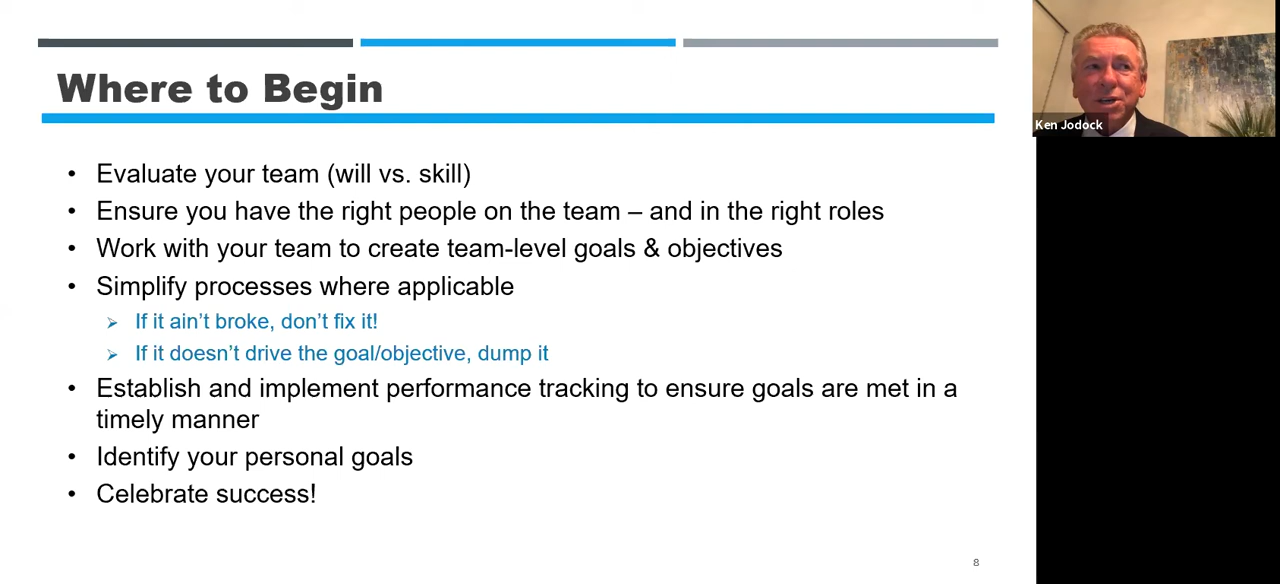 Where to Begin
• Evaluate your team (will vs. skill)
• Ensure you have the right people on the team – and in the right roles
• Work with your team to create team-level goals & objectives
• Simplify processes where applicable
➢ If it ain’t broke, don’t fix it!
➢ If it doesn’t drive the goal/objective, dump it
• Establish and implement performance tracking to ensure goals are met in a
timely manner
• Identify your personal goals
• Celebrate success!
8
Ken Jodock